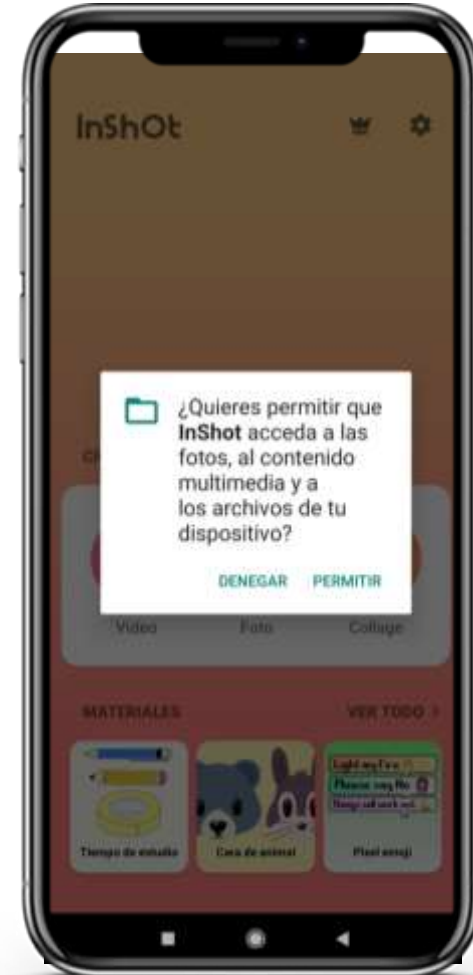 InShOt
¿Quieres permitir que
InShot acceda a las
fotos, al contenido
multimedia y a
los archivos de tu
dispositivo?
DENEGAR PERMITIR
Video Foto Collage
MATERIALES VER TODO >
Tiempo de estudio Cara de animal Pixel emoji